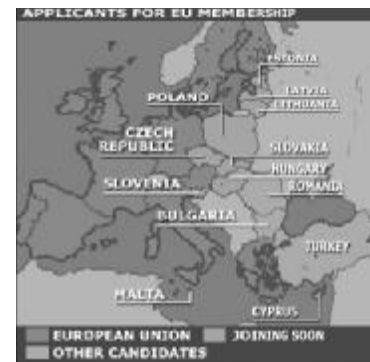 APPLICANTS FOR EU MEMBERSHIP
ESTONIA
LATVIA
LITHUANIA
POLAND
CZECH
REPUBLIC
SLOVAKIA
HUNGARY
ROMANIA
SLOVENIA
BULGARIA
TURKEY
MALTA
CYPRUS
EUROPEAN UNION
JOINING SOON
OTHER CANDIDATES